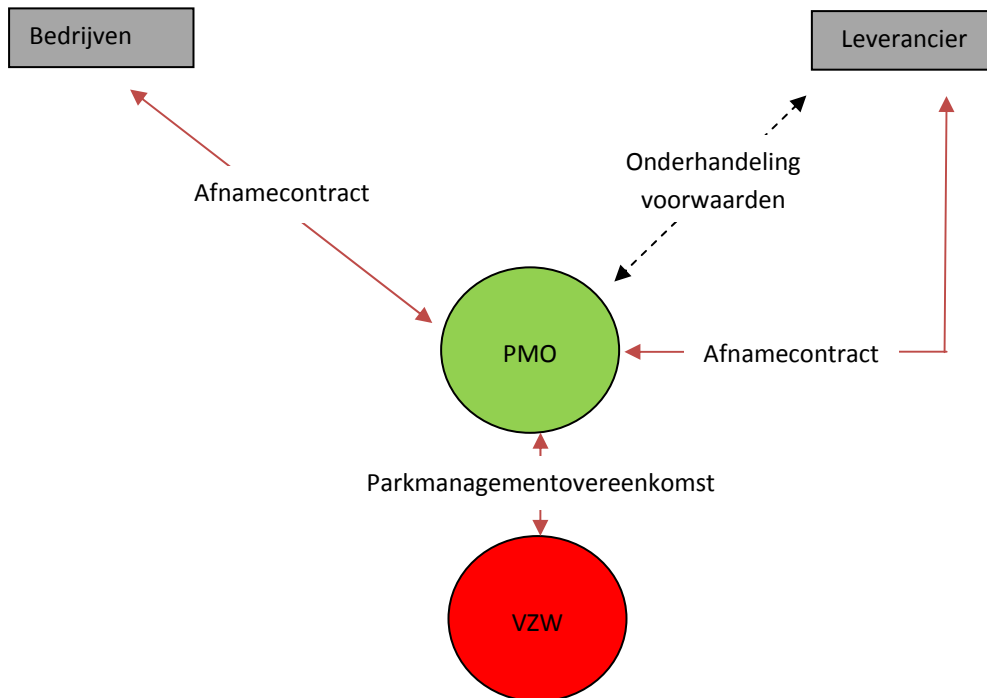 Bedrijven
Leverancier
Onderhandeling
voorwaarden
Afnamecontract
PMO
Afnamecontract
Parkmanagementovereenkomst
VZW